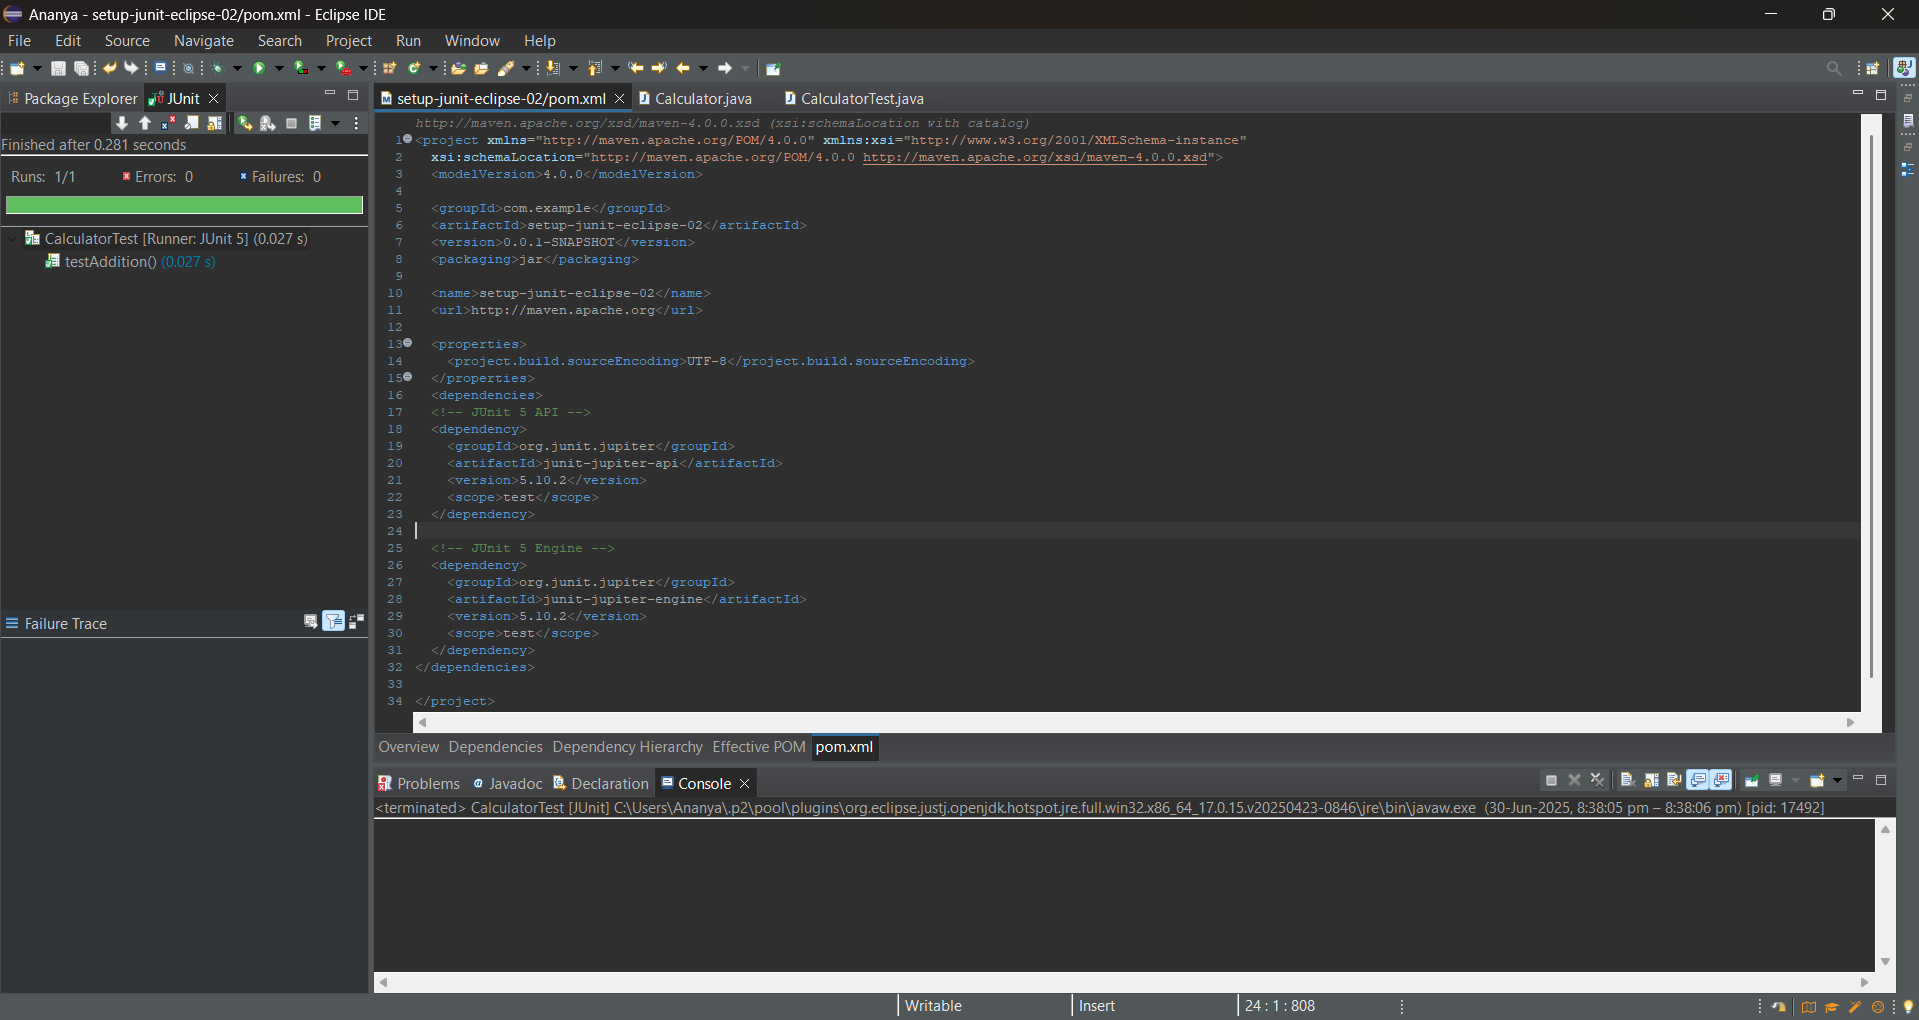 Ananya - setup-junit-eclipse-02/pom.xml - Eclipse IDE
File Edit Source Navigate Search Project Run Window Help
Package Explorer JUnit
Finished after 0.281 seconds
Runs: 1/1 Errors: 0 Failures: 0
CalculatorTest [Runner: JUnit 5] (0.027 s)
testAddition() (0.027 s)
Failure Trace
setup-junit-eclipse-02/pom.xml Calculator.java CalculatorTest.java
http://maven.apache.org/xsd/maven-4.0.0.xsd (xsi:schemaLocation with catalog)
1 <project xmlns="http://maven.apache.org/POM/4.0.0" xmlns:xsi="http://www.w3.org/2001/XMLSchema-instance"
2 xsi:schemaLocation="http://maven.apache.org/POM/4.0.0 http://maven.apache.org/xsd/maven-4.0.0.xsd">
3 <modelVersion>4.0.0</modelVersion>
4
5 <groupId>com.example</groupId>
6 <artifactId>setup-junit-eclipse-02</artifactId>
7 <version>0.0.1-SNAPSHOT</version>
8 <packaging>jar</packaging>
9
10 <name>setup-junit-eclipse-02</name>
11 <url>http://maven.apache.org</url>
12
13 <properties>
14 <project.build.sourceEncoding>UTF-8</project.build.sourceEncoding>
15 </properties>
16 <dependencies>
17 <!-- JUnit 5 API -->
18 <dependency>
19 <groupId>org.junit.jupiter</groupId>
20 <artifactId>junit-jupiter-api</artifactId>
21 <version>5.10.2</version>
22 <scope>test</scope>
23 </dependency>
24
25 <!-- JUnit 5 Engine -->
26 <dependency>
27 <groupId>org.junit.jupiter</groupId>
28 <artifactId>junit-jupiter-engine</artifactId>
29 <version>5.10.2</version>
30 <scope>test</scope>
31 </dependency>
32 </dependencies>
33
34 </project>
Overview Dependencies Dependency Hierarchy Effective POM pom.xml
Problems Javadoc Declaration Console
<terminated> CalculatorTest [JUnit] C:\Users\Ananya\.p2\pool\plugins\org.eclipse.justj.openjdk.hotspot.jre.full.win32.x86_64_17.0.15.v20250423-0846\jre\bin\javaw.exe (30-Jun-2025, 8:38:05 pm – 8:38:06 pm) [pid: 17492]
Writable Insert 24 : 1 : 808